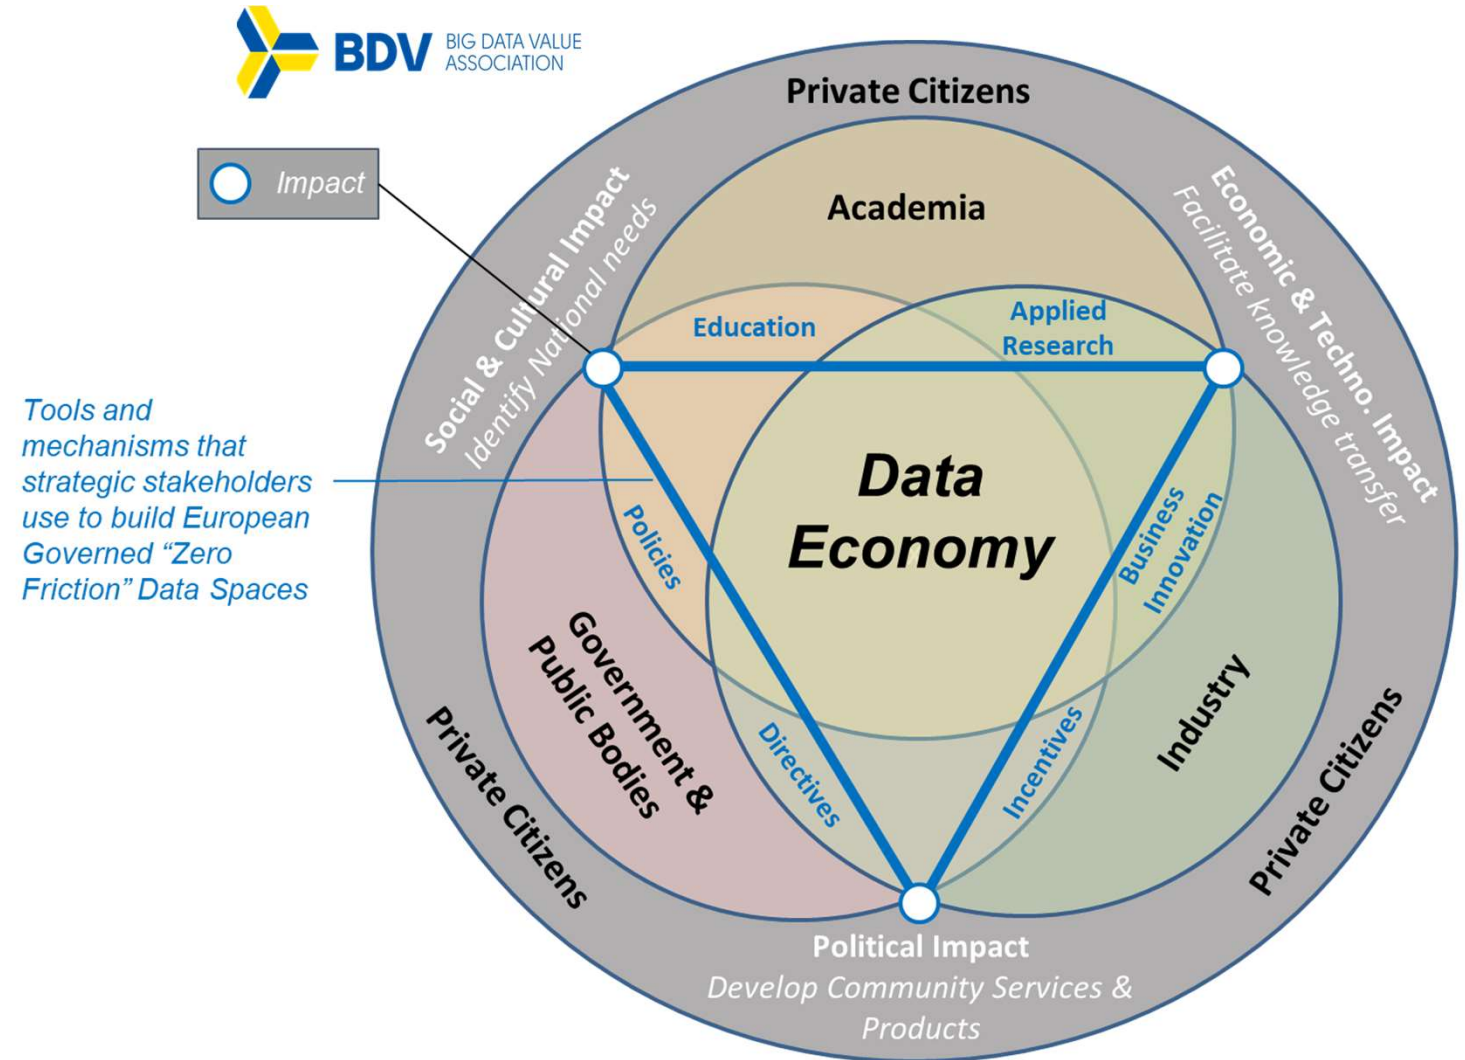 BDV
BIG DATA VALUE
ASSOCIATION
Impact
Private Citizens
Academia
Social & Cultural Impact
Identify National needs
Economic & Techno. Impact
Facilitate knowledge transfer
Education
Applied
Research
Tools and
mechanisms that
strategic stakeholders
use to build European
Governed “Zero
Friction” Data Spaces
Data
Economy
Policies
Business
Innovation
Government &
Public Bodies
Industry
Directives
Incentives
Private Citizens
Private Citizens
Political Impact
Develop Community Services &
Products